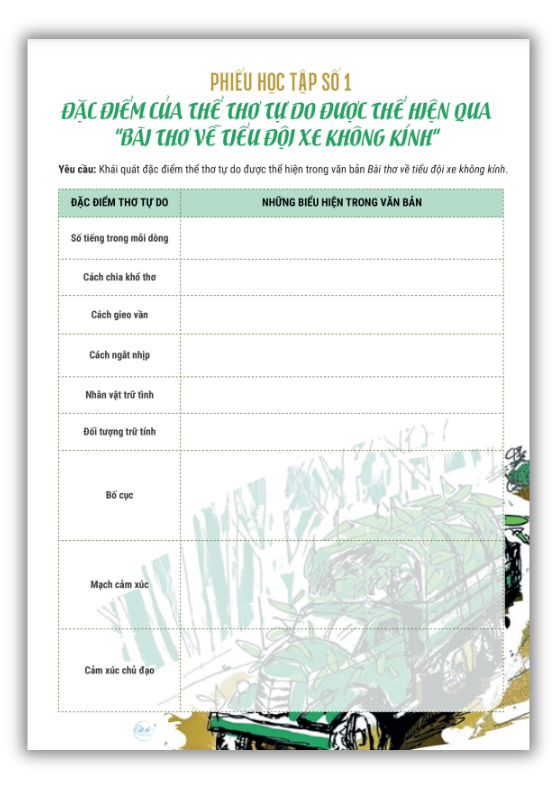 PHIẾU HỌC TẬP SỐ 1
ĐẶC ĐIỂM CỦA THỂ THƠ TỰ DO ĐƯỢC THỂ HIỆN QUA
"BÀI THƠ VỀ TIỂU ĐỘI XE KHÔNG KÍNH"
Yêu cầu: Khái quát đặc điểm thể thơ tự do được thể hiện trong văn bản Bài thơ về tiểu đội xe không kính.
ĐẶC ĐIỂM THƠ TỰ DO NHỮNG BIỂU HIỆN TRONG VĂN BẢN
Số tiếng trong mỗi dòng
Cách chia khổ thơ
Cách gieo vần
Cách ngắt nhịp
Nhân vật trữ tình
Đối tượng trữ tính
Bố cục
Mạch cảm xúc
Cảm xúc chủ đạo